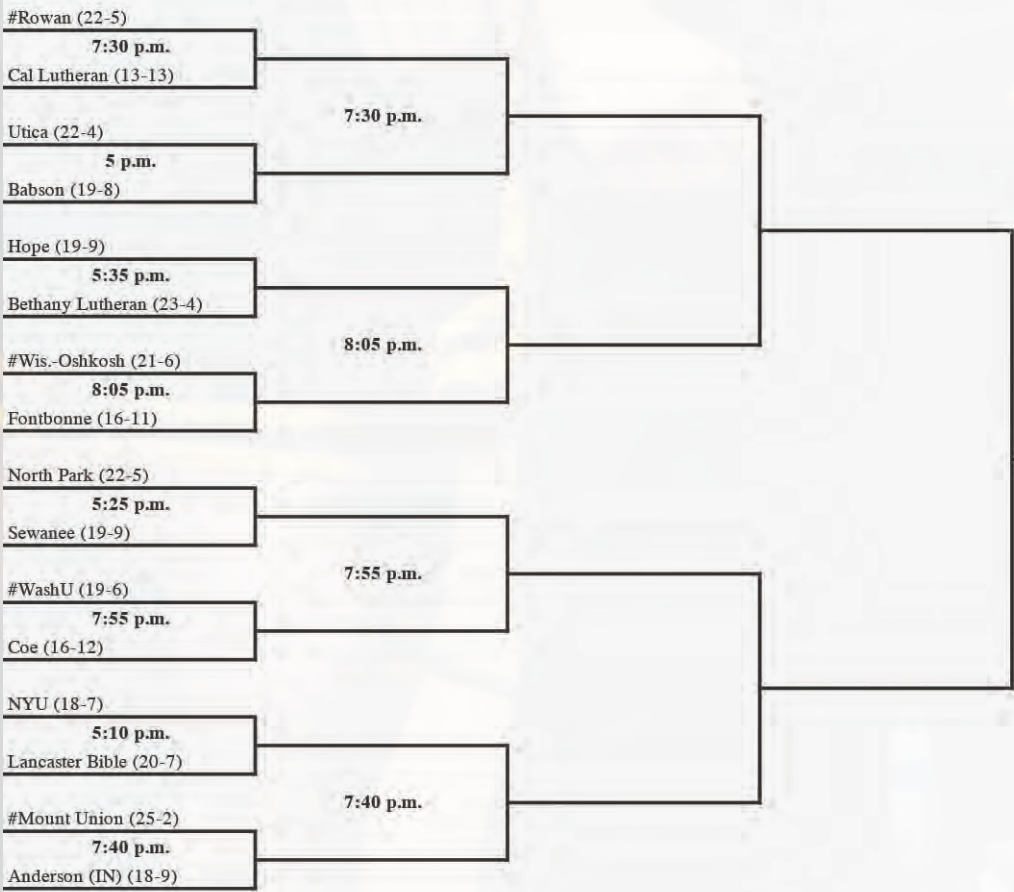 #Rowan (22-5)
7:30 p.m.
Cal Lutheran (13-13)
7:30 p.m.
Utica (22-4)
5 p.m.
Babson (19-8)
Hope (19-9)
5:35 p.m.
Bethany Lutheran (23-4)
8:05 p.m.
#Wis.-Oshkosh (21-6)
8:05 p.m.
Fontbonne (16-11)
North Park (22-5)
5:25 p.m.
Sewanee (19-9)
7:55 p.m.
#WashU (19-6)
7:55 p.m.
Coe (16-12)
NYU (18-7)
5:10 p.m.
Lancaster Bible (20-7)
7:40 p.m.
#Mount Union (25-2)
7:40 p.m.
Anderson (IN) (18-9)